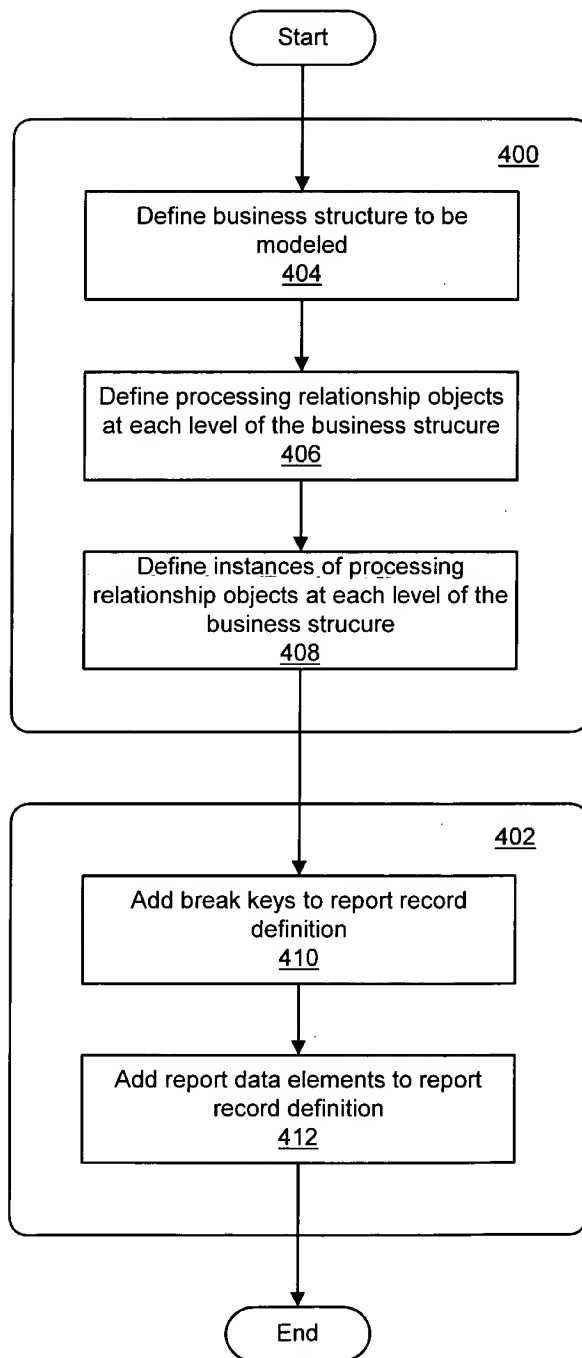 Start
400
Define business structure to be
modeled
404
Define processing relationship objects
at each level of the business strucure
406
Define instances of processing
relationship objects at each level of the
business strucure
408
402
Add break keys to report record
definition
410
Add report data elements to report
record definition
412
End